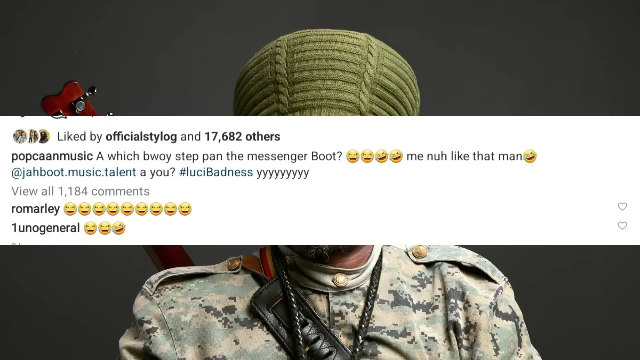 Liked by officialstylog and 17,682 others
popcaanmusic A which bwoy step pan the messenger Boot? 😄😄🤣🤣 me nuh like that man🤣
@jahboot.music.talent a you? #luciBadness yyyyyyyyy
View all 1,184 comments
romarley 😂😂😂😂😂😂😂😂😂
1unogeneral 😂😂🤣